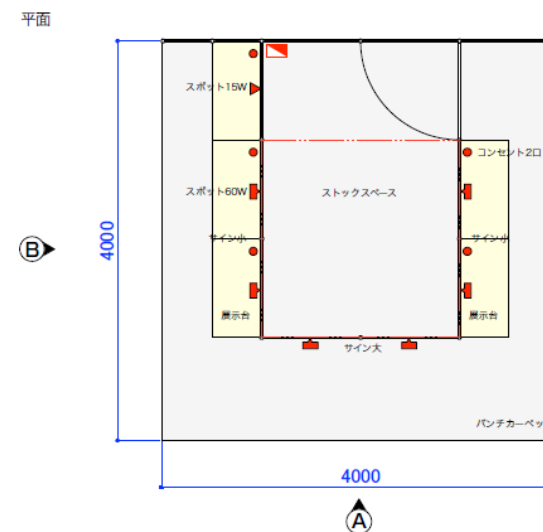 平面
スポット15W
コンセント2口
スポット60W
ストックスペース
サイン小
サイン小
4000
B
展示台
展示台
サイン大
パンチカーペッ
4000
A